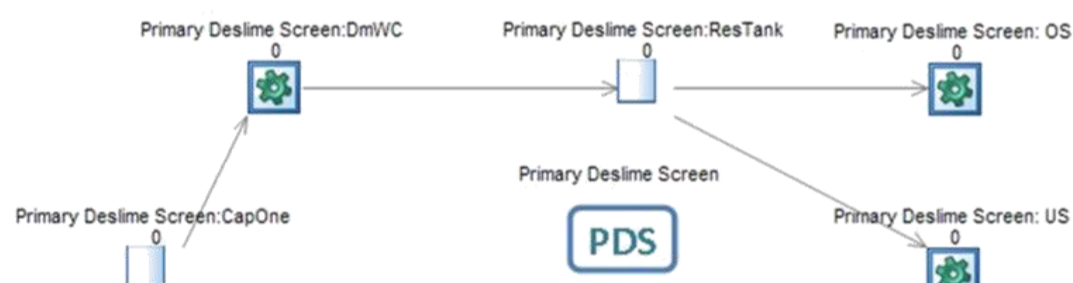 Primary Deslime Screen:DmWC
0
Primary Deslime Screen:ResTank
0
Primary Deslime Screen: OS
0
Primary Deslime Screen
PDS
Primary Deslime Screen:CapOne
0
Primary Deslime Screen: US
0